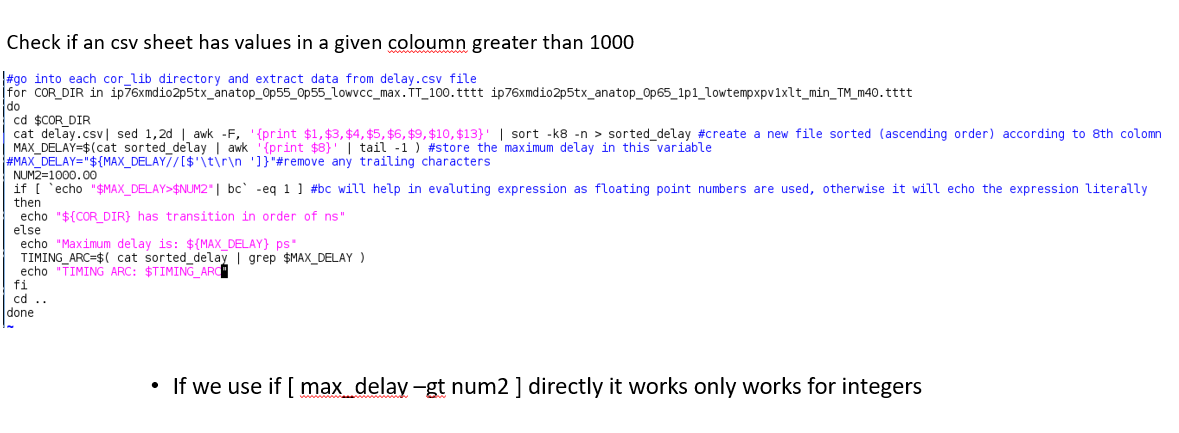 Check if an csv sheet has values in a given coloumn greater than 1000
#go into each cor_lib directory and extract data from delay.csv file
for COR_DIR in ip76xmdio2p5tx_anatop_0p55_0p55_lowvcc_max.TT_100.tttt ip76xmdio2p5tx_anatop_0p65_1p1_lowtempxpv1xlt_min_TM_m40.tttt
do
cd $COR_DIR
cat delay.csv| sed 1,2d | awk -F, '{print $1,$3,$4,$5,$6,$9,$10,$13}' | sort -k8 -n > sorted_delay #create a new file sorted (ascending order) according to 8th colomn
MAX_DELAY=$(cat sorted_delay | awk '{print $8}' | tail -1 ) #store the maximum delay in this variable
#MAX_DELAY="${MAX_DELAY//[$'\t\r\n ']}"#remove any trailing characters
NUM2=1000.00
if [ `echo "$MAX_DELAY>$NUM2"| bc` -eq 1 ] #bc will help in evaluting expression as floating point numbers are used, otherwise it will echo the expression literally
then
echo "${COR_DIR} has transition in order of ns"
else
echo "Maximum delay is: ${MAX_DELAY} ps"
TIMING_ARC=$( cat sorted_delay | grep $MAX_DELAY )
echo "TIMING ARC: $TIMING_ARC"
fi
cd ..
done
~
• If we use if [ max_delay –gt num2 ] directly it works only works for integers